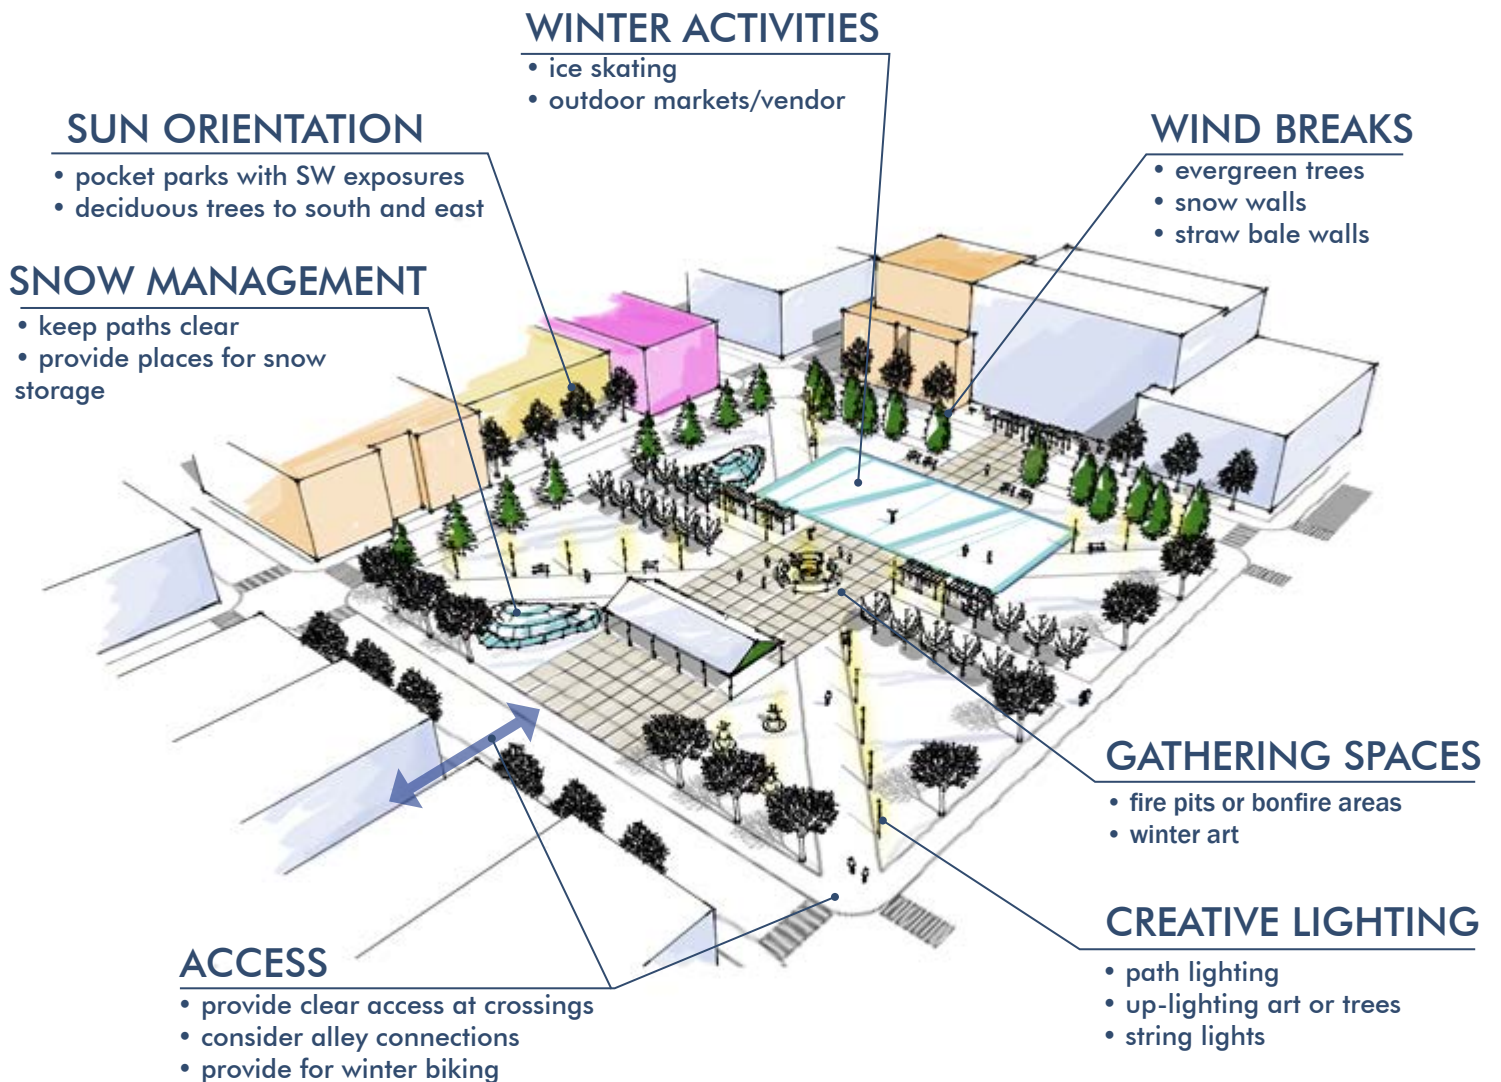 WINTER ACTIVITIES
• ice skating
• outdoor markets/vendor
SUN ORIENTATION
• pocket parks with SW exposures
• deciduous trees to south and east
WIND BREAKS
• evergreen trees
• snow walls
• straw bale walls
SNOW MANAGEMENT
• keep paths clear
• provide places for snow
storage
GATHERING SPACES
• fire pits or bonfire areas
• winter art
CREATIVE LIGHTING
• path lighting
• up-lighting art or trees
• string lights
ACCESS
• provide clear access at crossings
• consider alley connections
• provide for winter biking